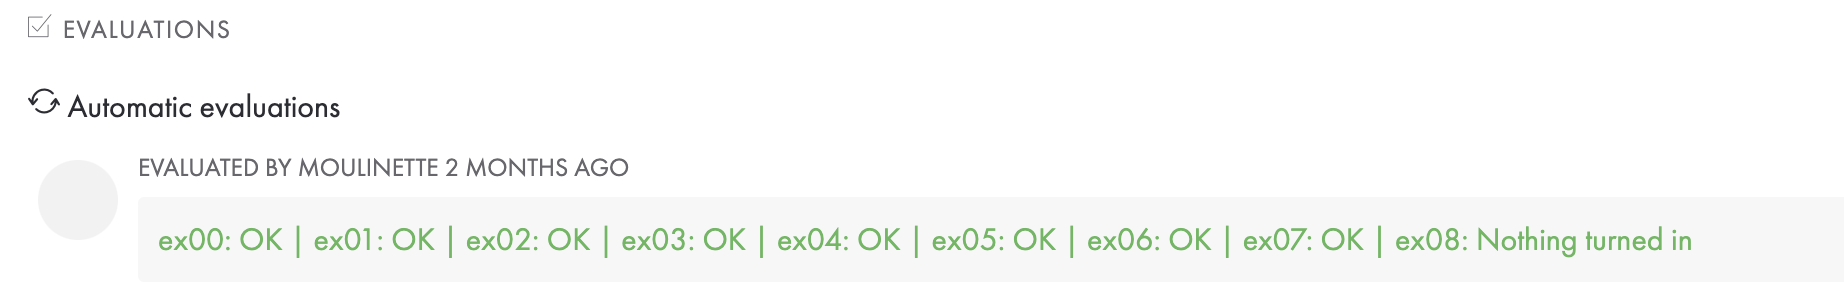 EVALUATIONS
Automatic evaluations
EVALUATED BY MOULINETTE 2 MONTHS AGO
ex00: OK | ex01: OK | ex02: OK | ex03: OK | ex04: OK | ex05: OK | ex06: OK | ex07: OK | ex08: Nothing turned in